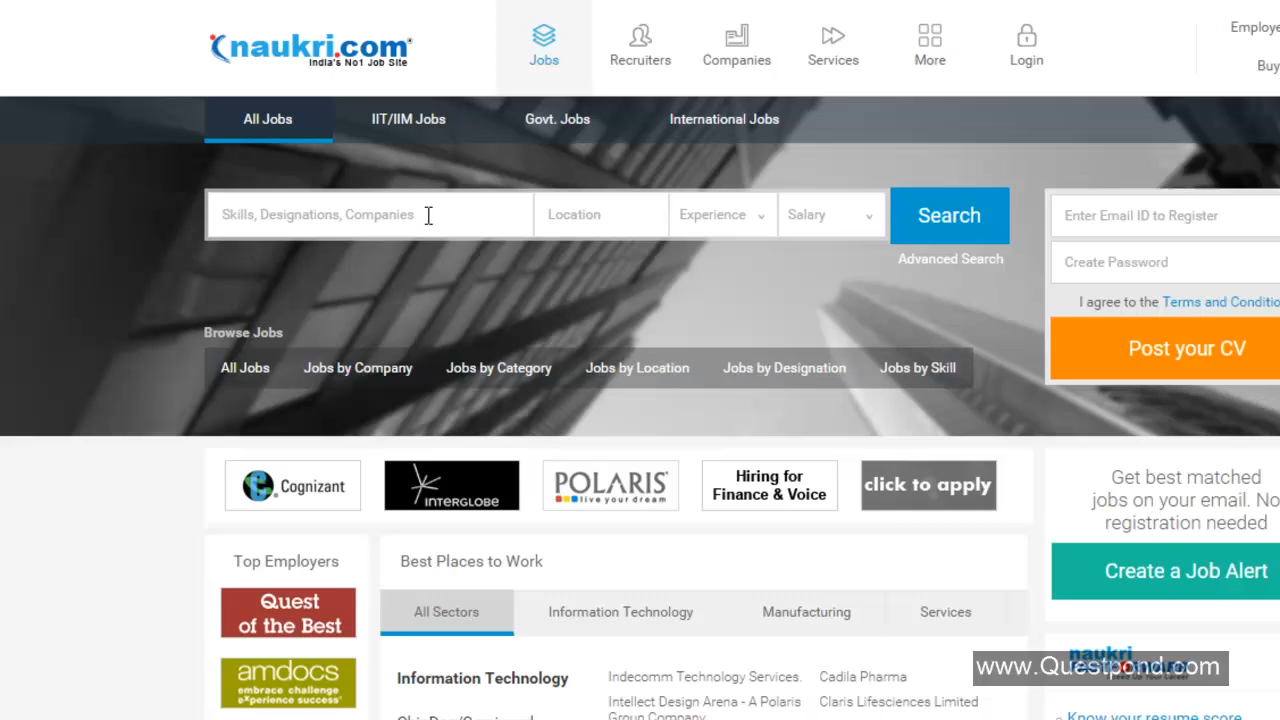 naukri.com
India's No1 Job Site
Jobs
Recruiters
Companies
Services
More
Login
Employe
Buy
All Jobs
IIT/IIM Jobs
Govt. Jobs
International Jobs
Skills, Designations, Companies
Location
Experience
Salary
Search
Advanced Search
Enter Email ID to Register
Create Password
I agree to the Terms and Conditio
Post your CV
Browse Jobs
All Jobs
Jobs by Company
Jobs by Category
Jobs by Location
Jobs by Designation
Jobs by Skill
Cognizant
INTERGLOBE
POLARIS
live your dream
Hiring for
Finance & Voice
click to apply
Get best matched
jobs on your email. No
registration needed
Create a Job Alert
Top Employers
Quest
of the Best
amdocs
embrace challenge
experience success
Best Places to Work
All Sectors
Information Technology
Manufacturing
Services
Information Technology
Indecomm Technology Services.
Cadila Pharma
Intellect Design Arena - A Polaris
Group Company
Claris Lifesciences Limited
naukri
www.Questpond.com
Know your resume score